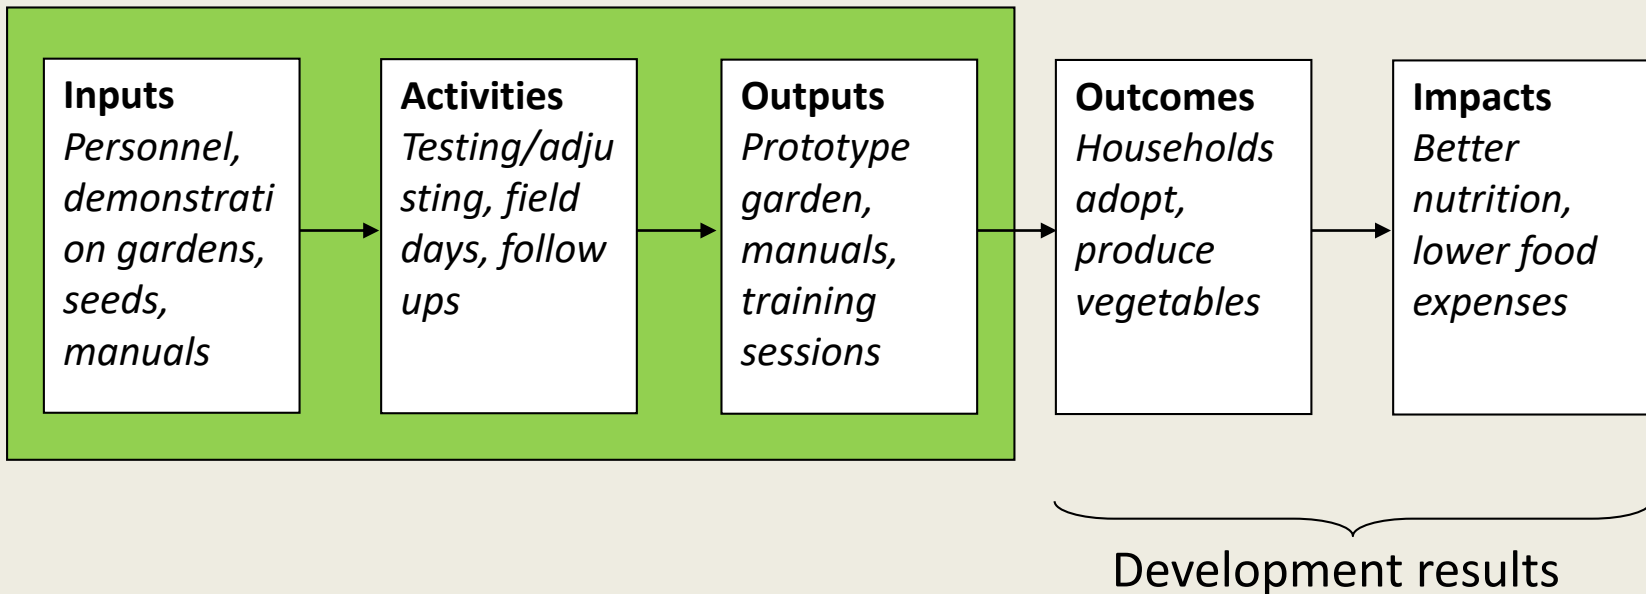 Inputs
Personnel,
demonstrati
on gardens,
seeds,
manuals
Activities
Testing/adju
sting, field
days, follow
ups
Outputs
Prototype
garden,
manuals,
training
sessions
Outcomes
Households
adopt,
produce
vegetables
Impacts
Better
nutrition,
lower food
expenses
Development results